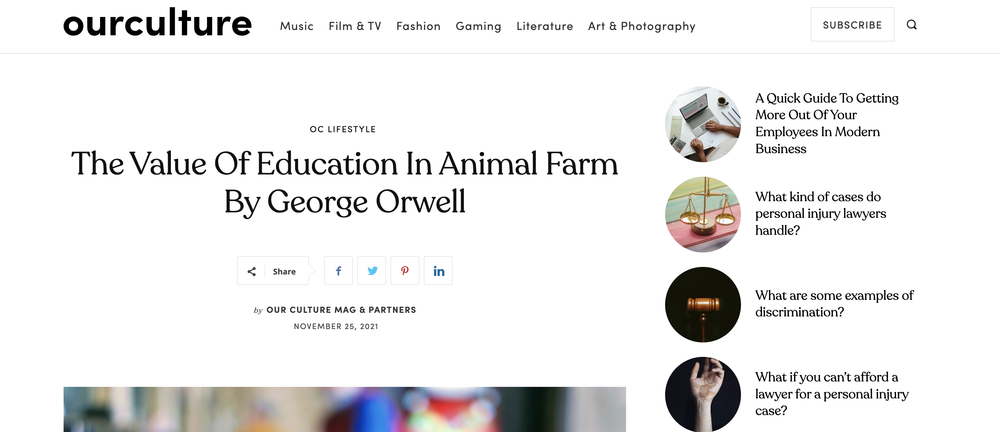 ourculture
Music Film & TV Fashion Gaming Literature Art & Photography
SUBSCRIBE
OC LIFESTYLE
The Value Of Education In Animal Farm
By George Orwell
Share
by OUR CULTURE MAG & PARTNERS
NOVEMBER 25, 2021
A Quick Guide To Getting
More Out Of Your
Employees In Modern
Business
What kind of cases do
personal injury lawyers
handle?
What are some examples of
discrimination?
What if you can’t afford a
lawyer for a personal injury
case?